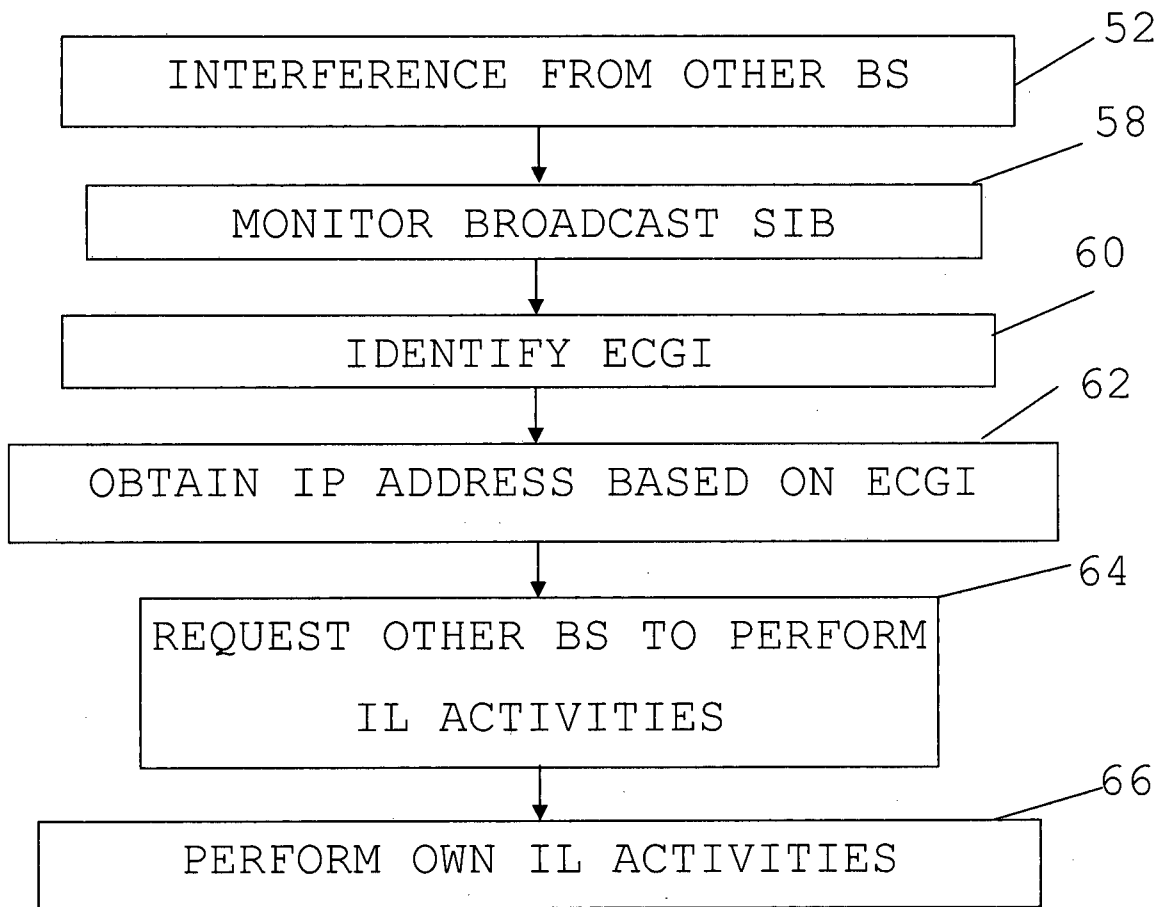 52
INTERFERENCE FROM OTHER BS
58
MONITOR BROADCAST SIB
60
IDENTIFY ECGI
62
OBTAIN IP ADDRESS BASED ON ECGI
64
REQUEST OTHER BS TO PERFORM
IL ACTIVITIES
66
PERFORM OWN IL ACTIVITIES